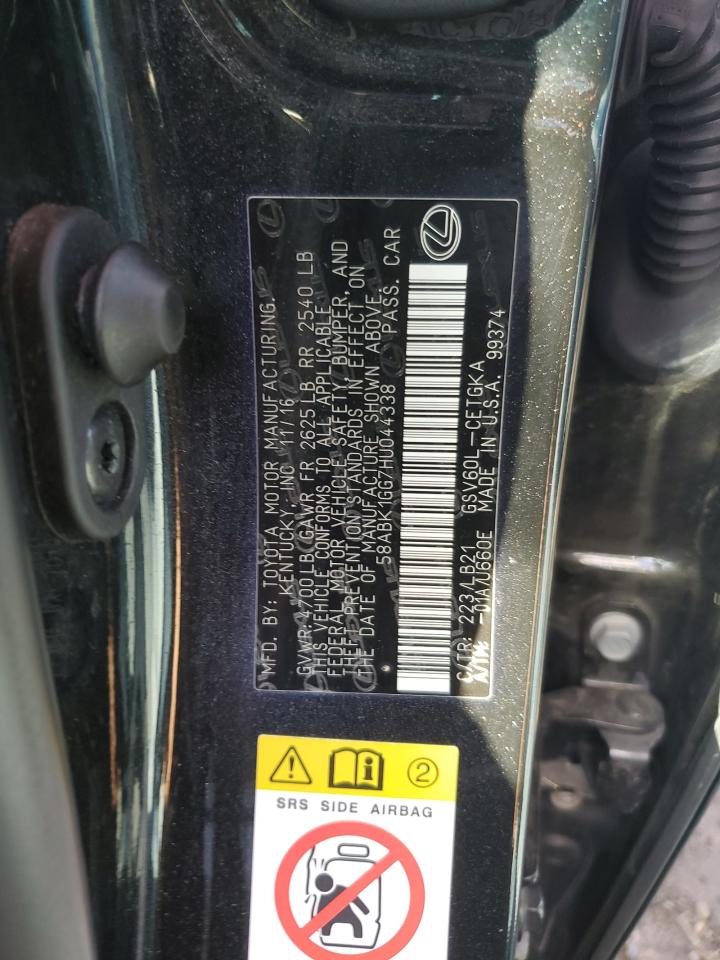 MFD. BY: TOYOTA MOTOR MANUFACTURING,
KENTUCKY, INC 11/16
GVWR 4740 LB GAWR FR 2625 LB RR 2540 LB
THIS VEHICLE CONFORMS TO ALL APPLICABLE
FEDERAL MOTOR VEHICLE SAFETY, BUMPER, AND
THEFT PREVENTION STANDARDS IN EFFECT ON
THE DATE OF MANUFACTURE SHOWN ABOVE.
58ABK1GG7HU044338 PASS. CAR
C/TR: 223/LB21 GSV60L-CETGKA
A/TM: -01A/U660E MADE IN U.S.A. 99374
2
SRS SIDE AIRBAG